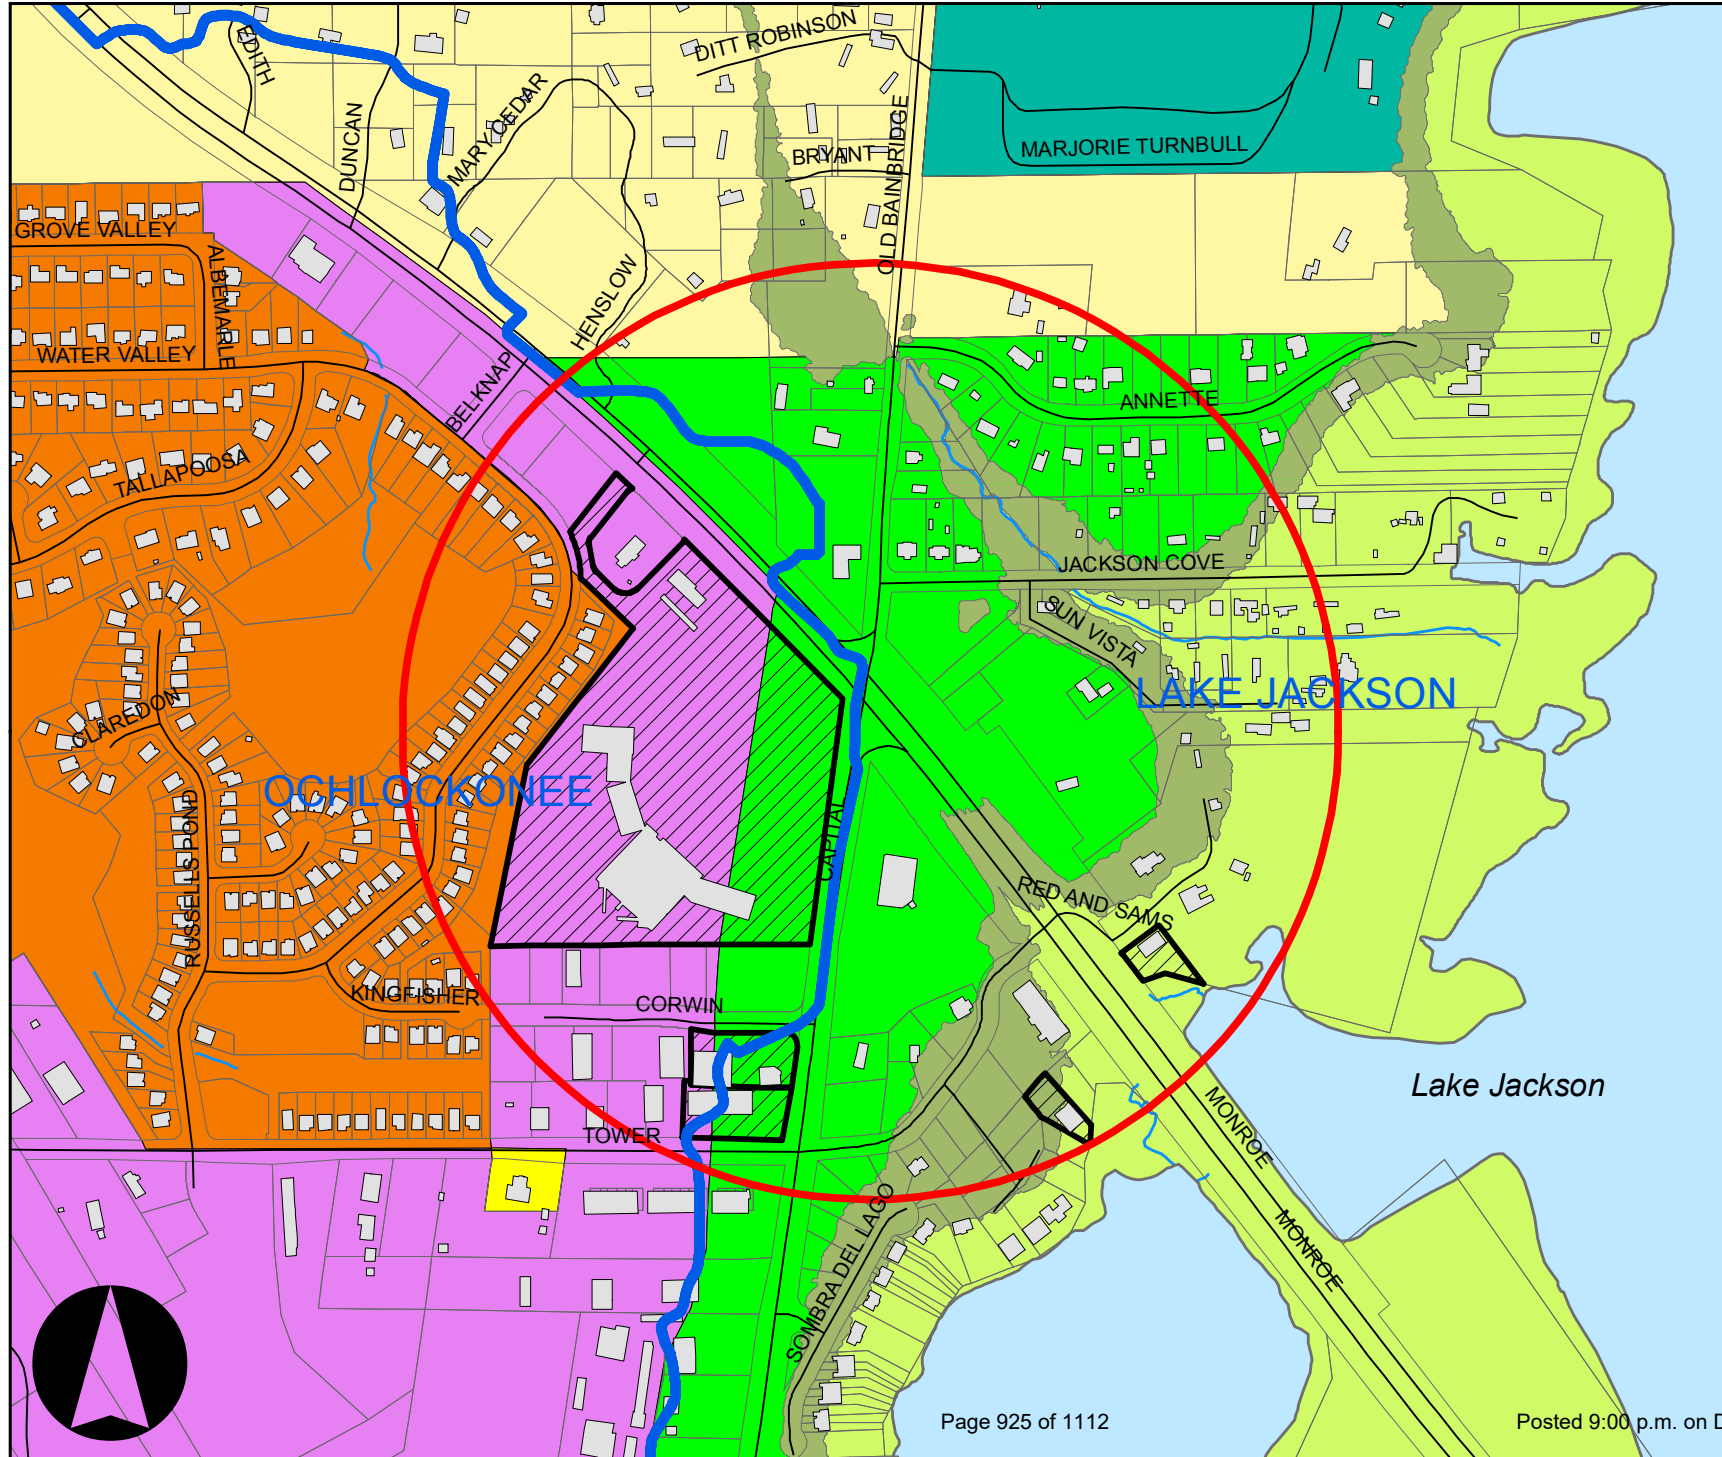 EDITH
DITT ROBINSON
DUNCAN
MARY CEDAR
OLD BAINBRIDGE
BRYANT
MARJORIE TURNBULL
GROVE VALLEY
ALBEMARLE
HENSLOW
WATER VALLEY
BELKNAP
ANNETTE
TALLAPOOSA
JACKSON COVE
SUN VISTA
LAKE JACKSON
CLAREDON
OCHLOCKONEE
RUSSELLS POND
CAPITAL
RED AND SAMS
KINGFISHER
CORWIN
Lake Jackson
TOWER
MONROE
MONROE
SOMBRA DEL LAGO
Page 925 of 1112
Posted 9:00 p.m. on D